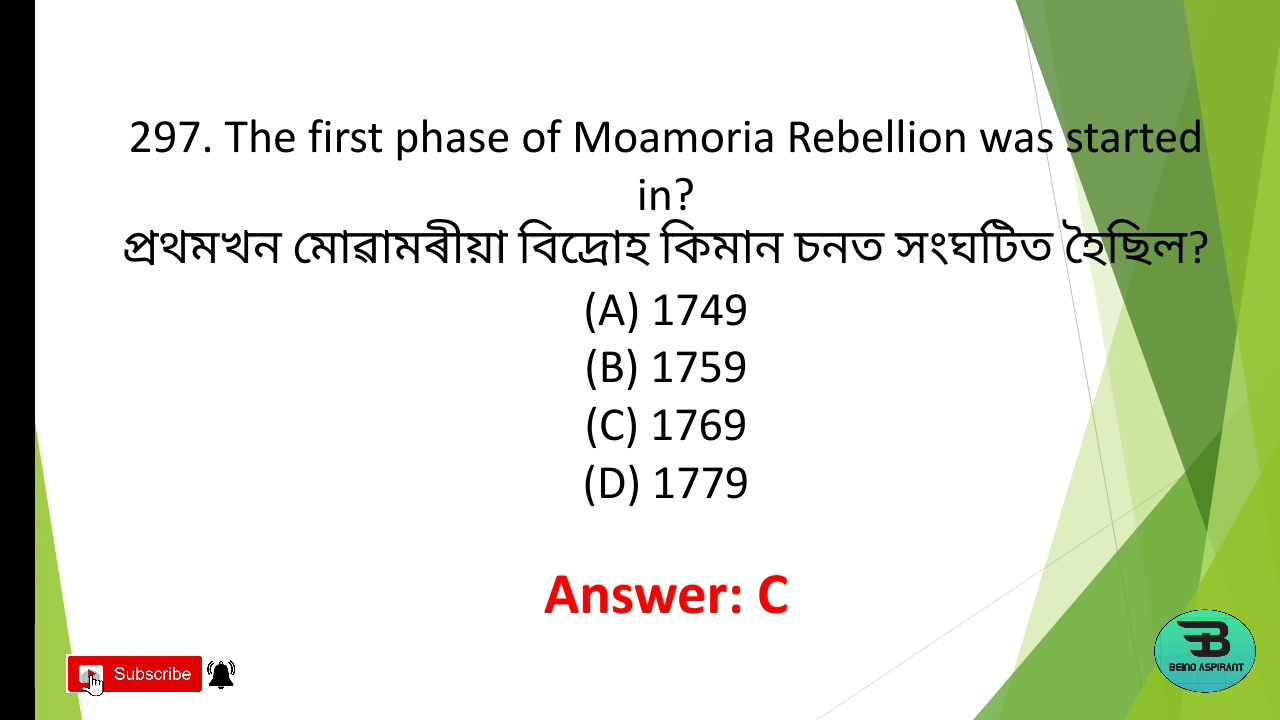 297. The first phase of Moamoria Rebellion was started
in?
প্ৰথমখন মোৱামৰীয়া বিদ্ৰোহ কিমান চনত সংঘটিত হৈছিল?
(A) 1749
(B) 1759
(C) 1769
(D) 1779
Answer: C
Subscribe
BEING ASPIRANT